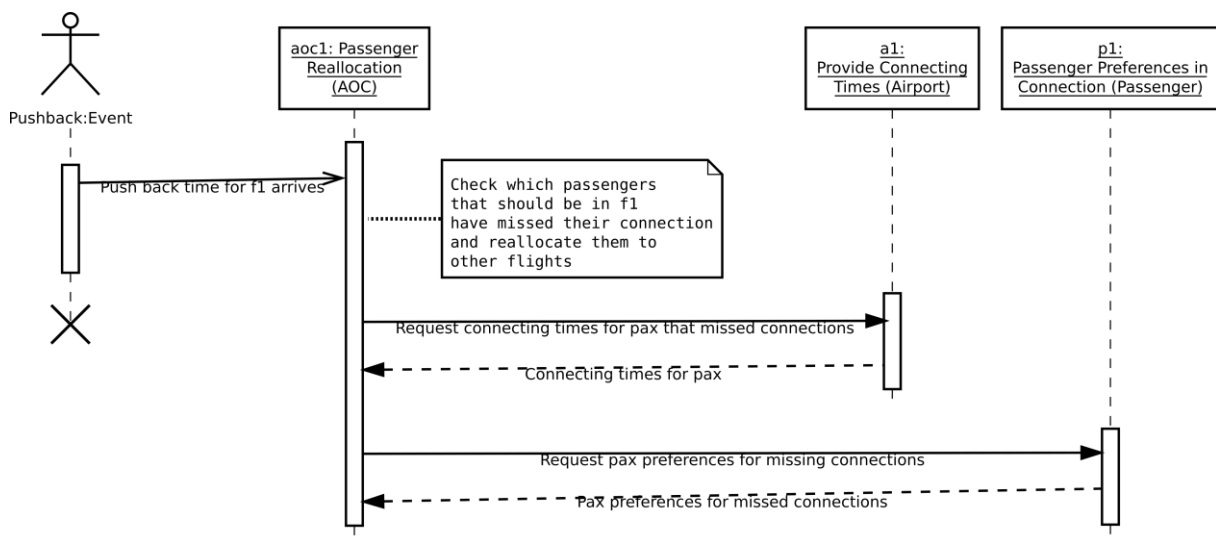 aoc1: Passenger
Reallocation
(AOC)
a1:
Provide Connecting
Times (Airport)
p1:
Passenger Preferences in
Connection (Passenger)
Pushback:Event
Push back time for f1 arrives
Check which passengers
that should be in f1
have missed their connection
and reallocate them to
other flights
Request connecting times for pax that missed connections
Connecting times for pax
Request pax preferences for missing connections
Pax preferences for missed connections